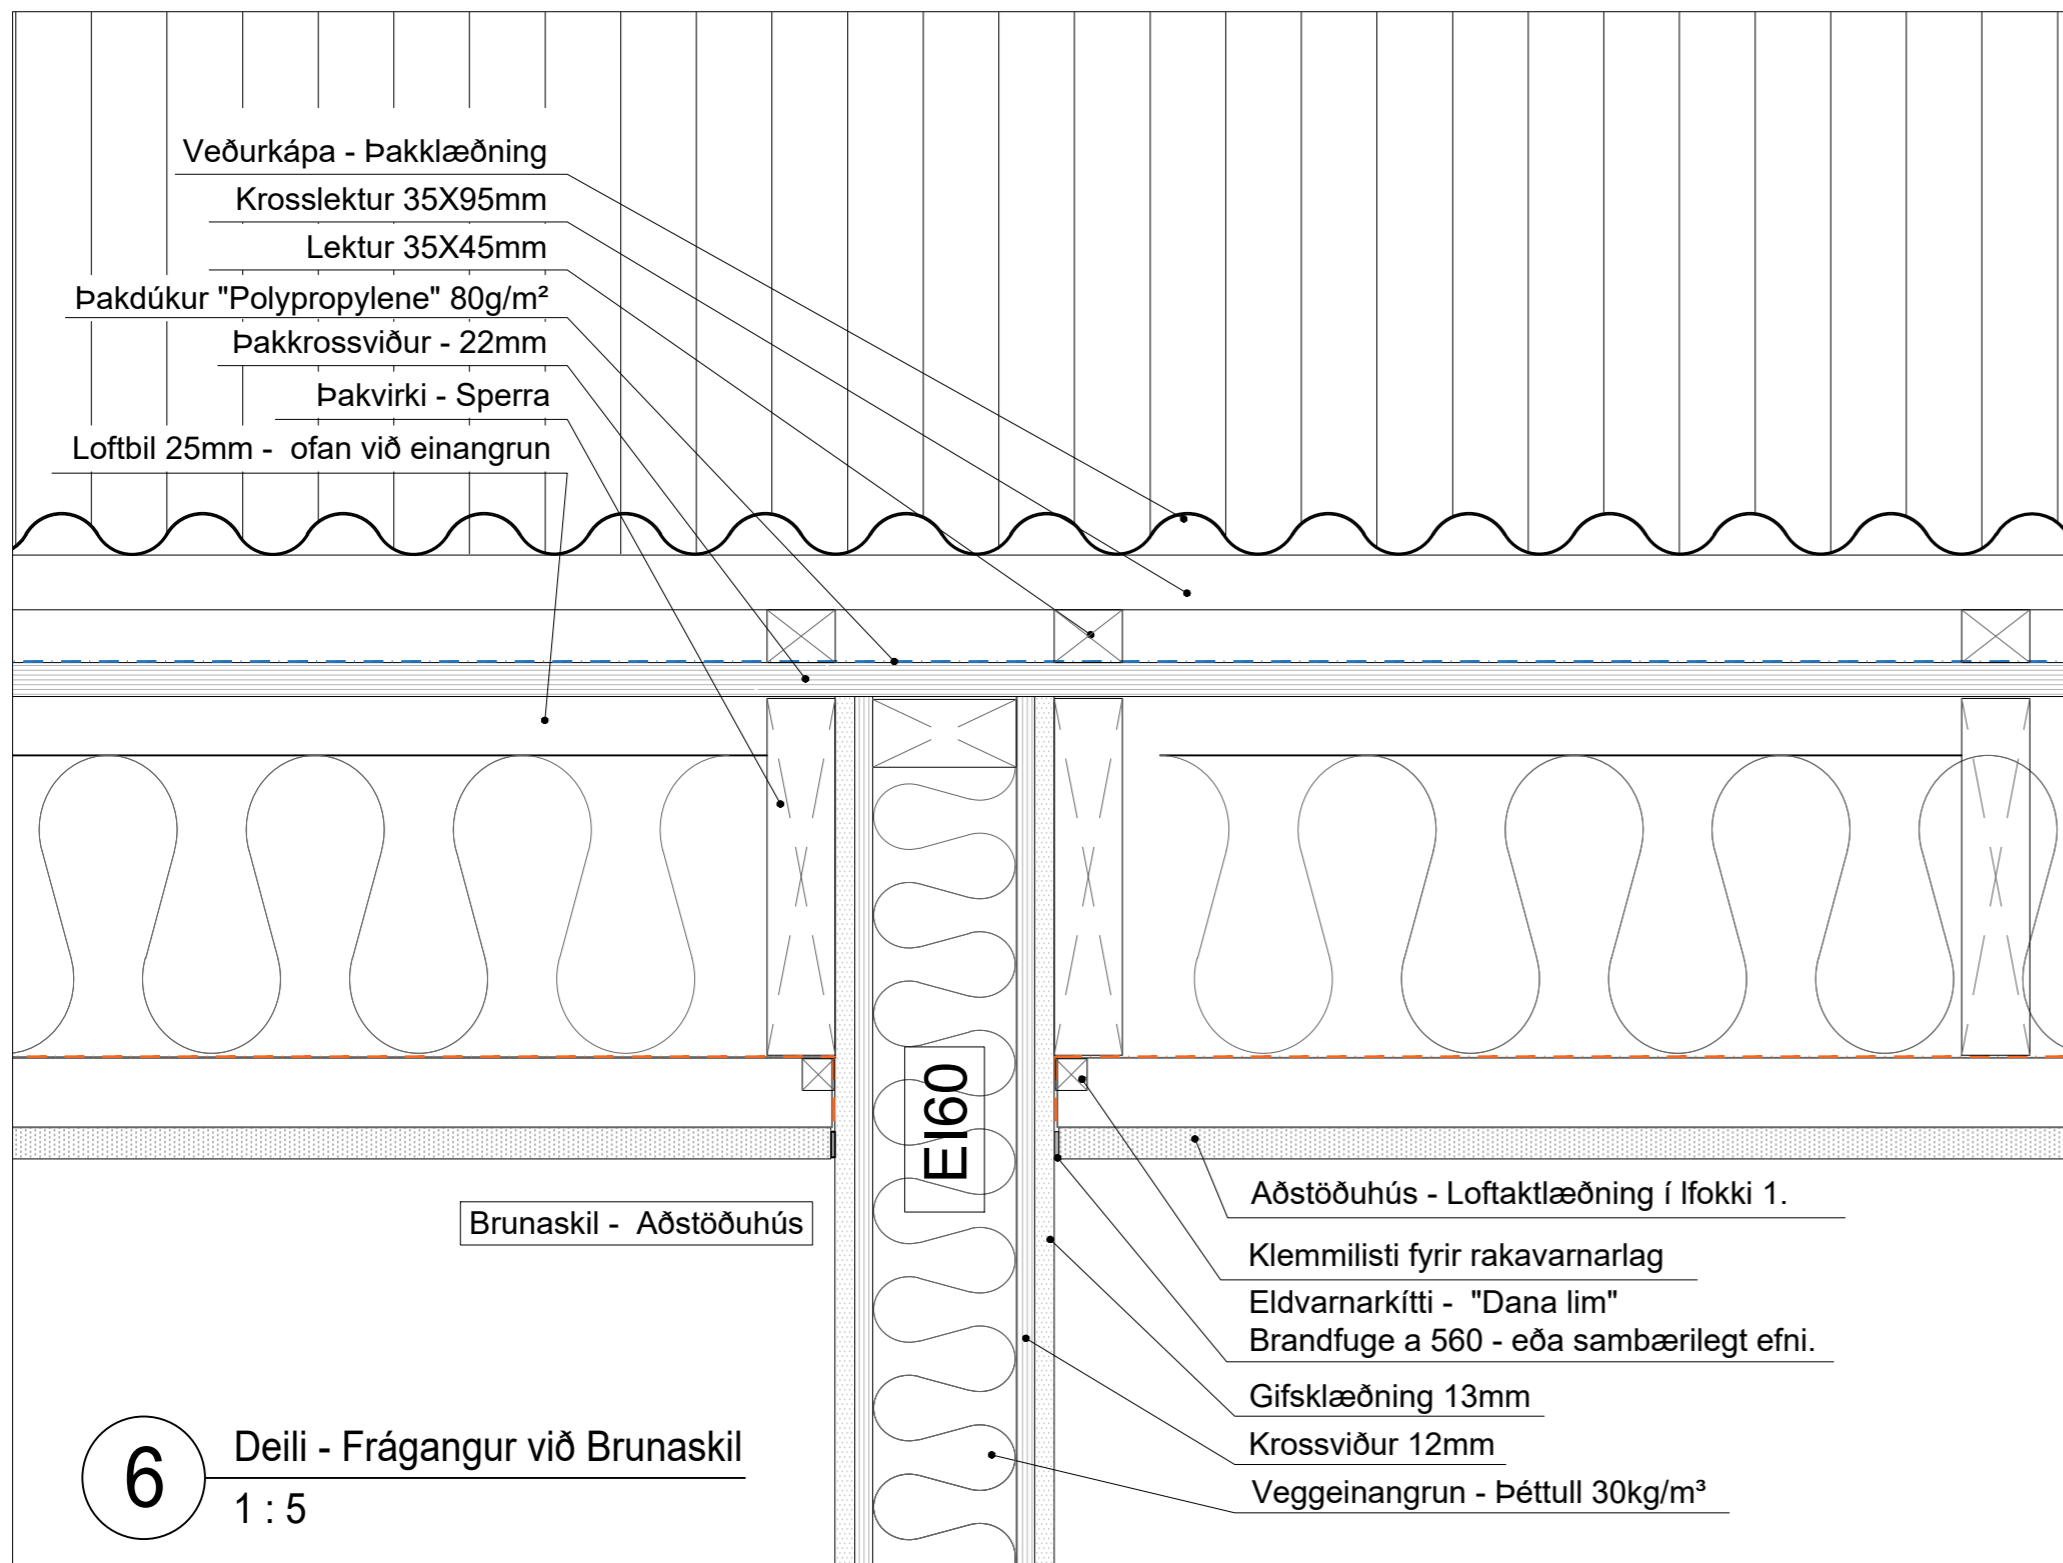 Veðurkápa - Þakklæðning
Krosslektur 35X95mm
Lektur 35X45mm
Þakdúkur "Polypropylene" 80g/m²
Þakkrossviður - 22mm
Þakvirki - Sperra
Loftbil 25mm - ofan við einangrun
EI60
Brunaskil - Aðstöðuhús
Aðstöðuhús - Loftaktlæðning í lfokki 1.
Klemmilisti fyrir rakavarnarlag
Eldvarnarkítti - "Dana lim"
Brandfuge a 560 - eða sambærilegt efni.
Gifsklæðning 13mm
Krossviður 12mm
Veggeinangrun - Þéttull 30kg/m³
6
Deili - Frágangur við Brunaskil
1 : 5